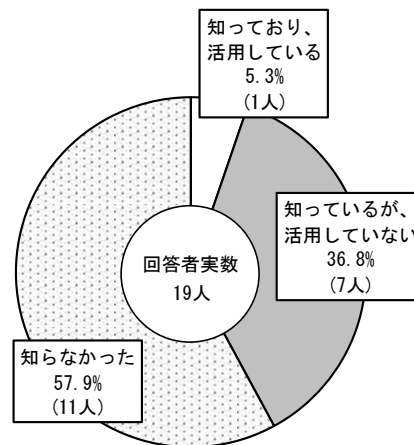 知っており、
活用している
5.3%
(1人)
知っているが、
活用していない
36.8%
(7人)
回答者実数
19人
知らなかった
57.9%
(11人)